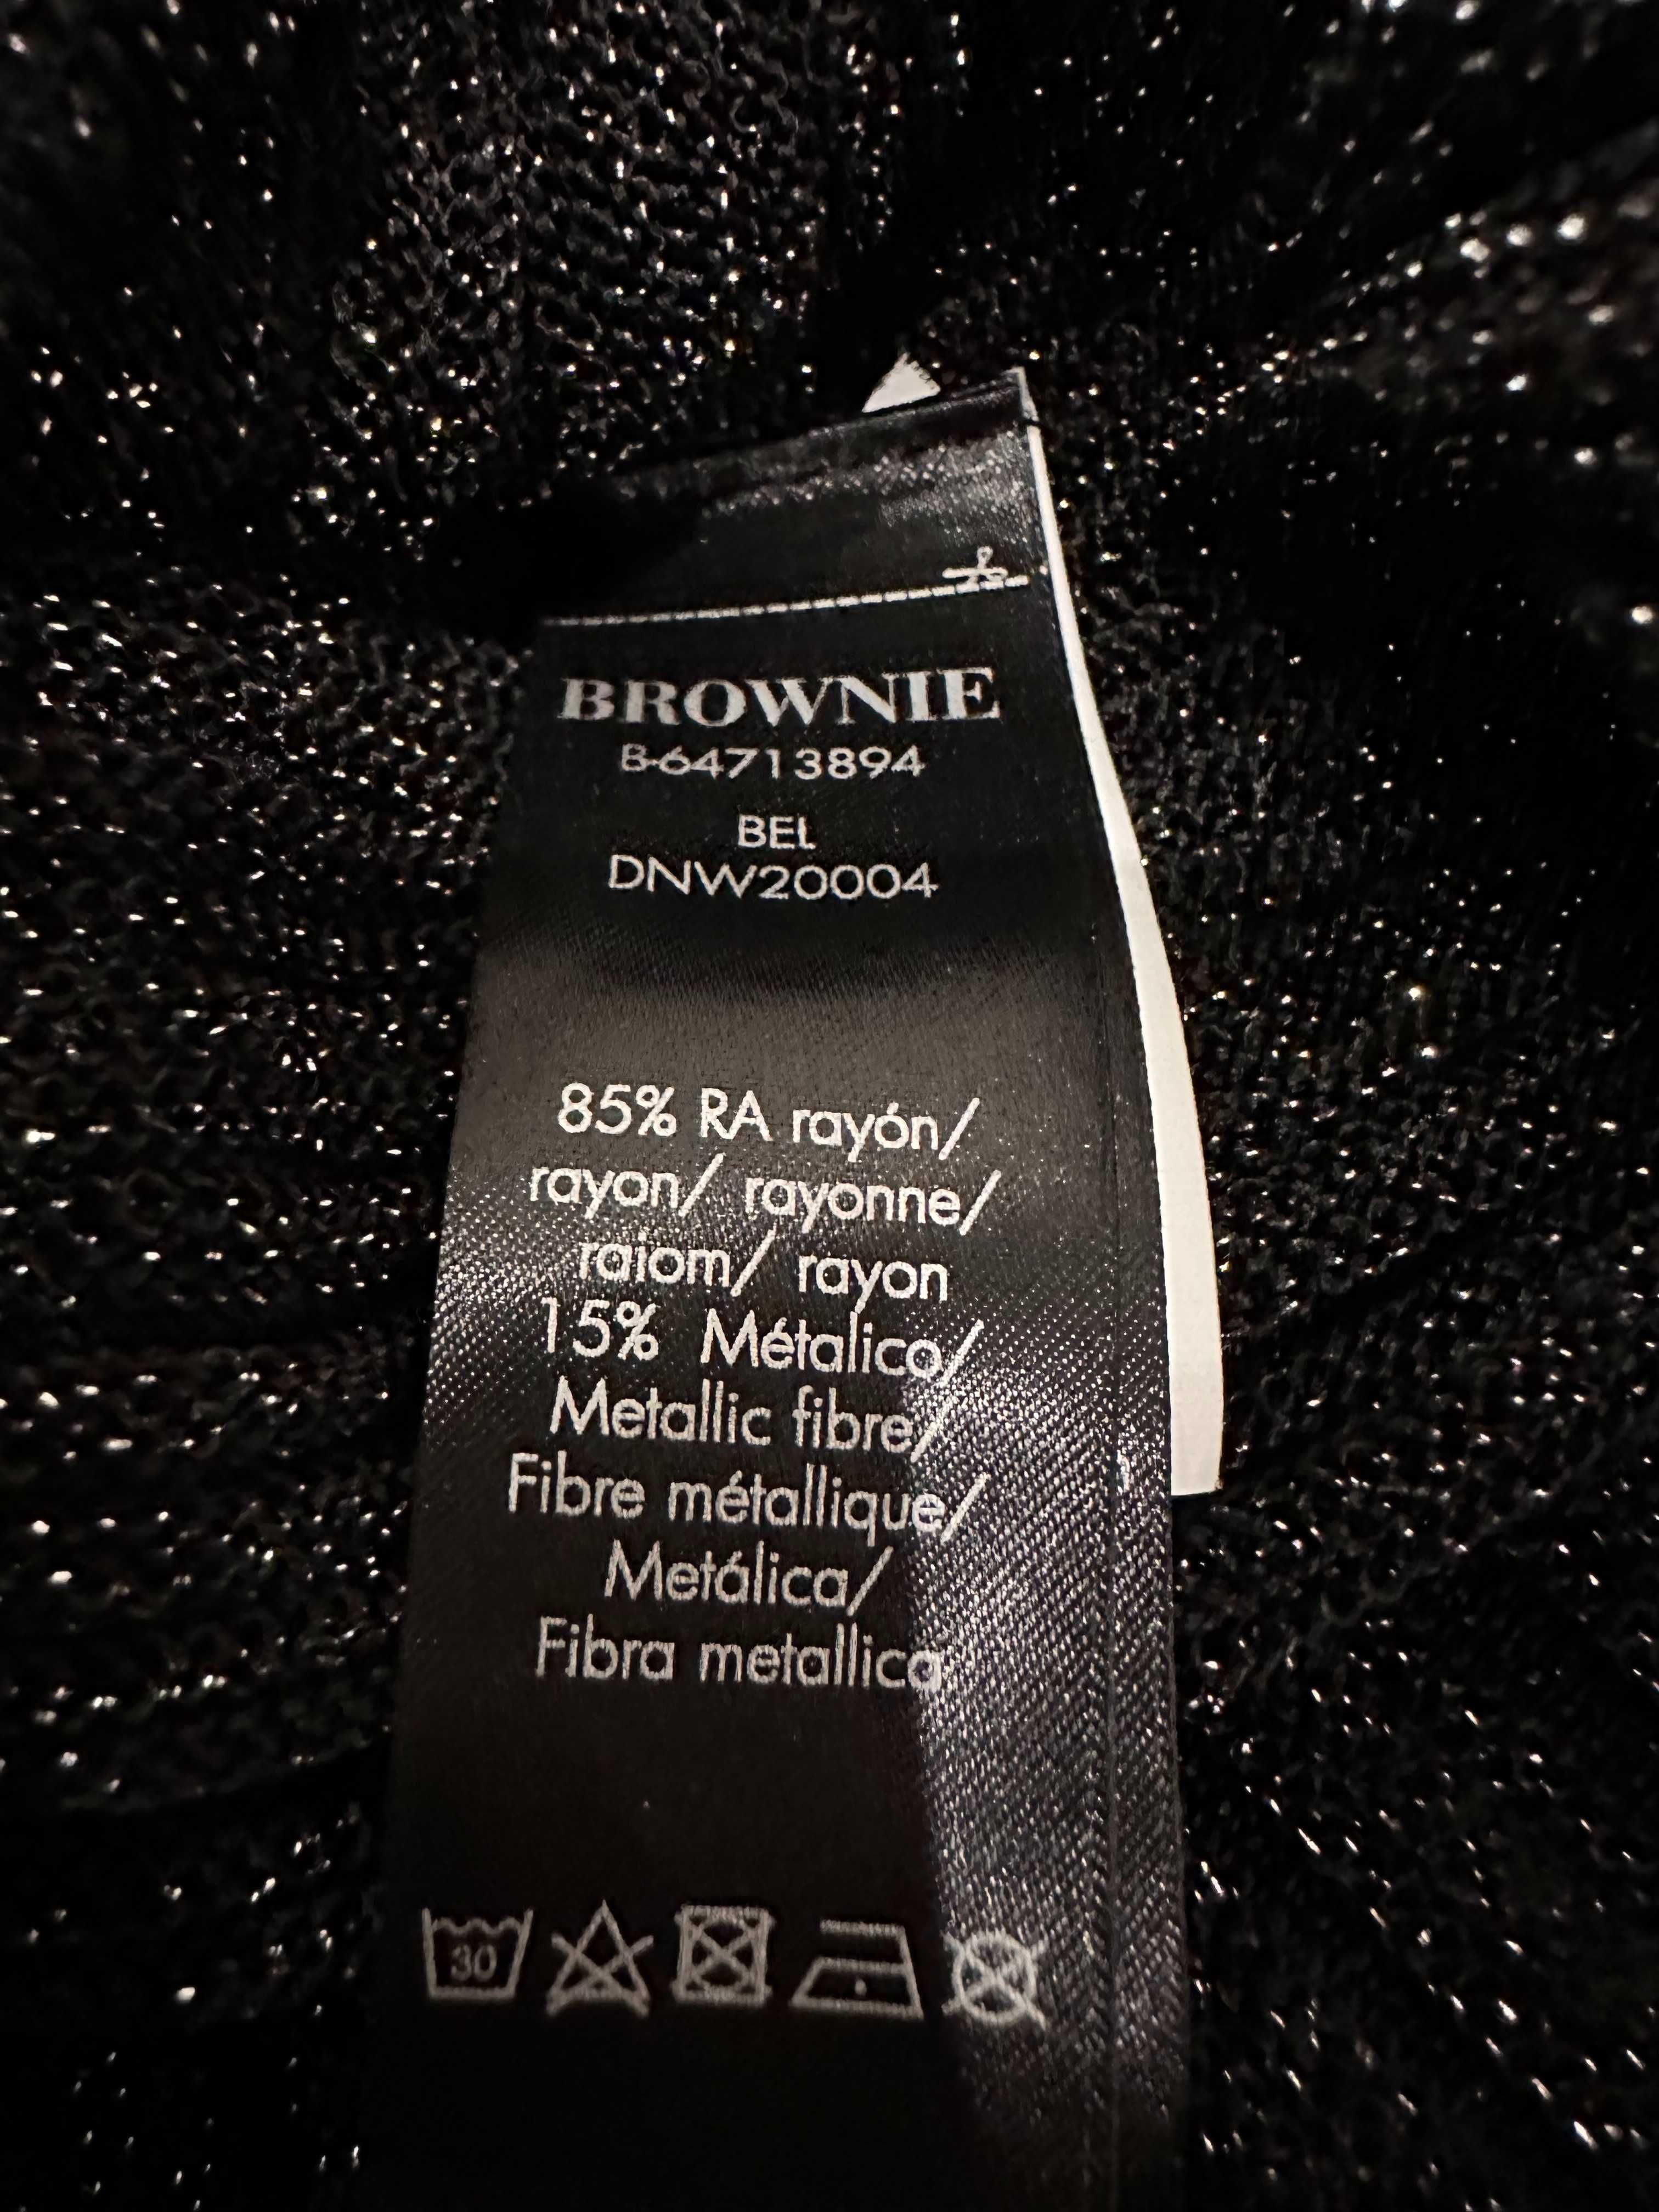 BROWNIE
B-64713894
BEL
DNW20004
85% RA rayón/
rayon/ rayonne/
raiom/ rayon
15% Métalico/
Metallic fibre/
Fibre métallique/
Metálica/
Fibra metallica
30